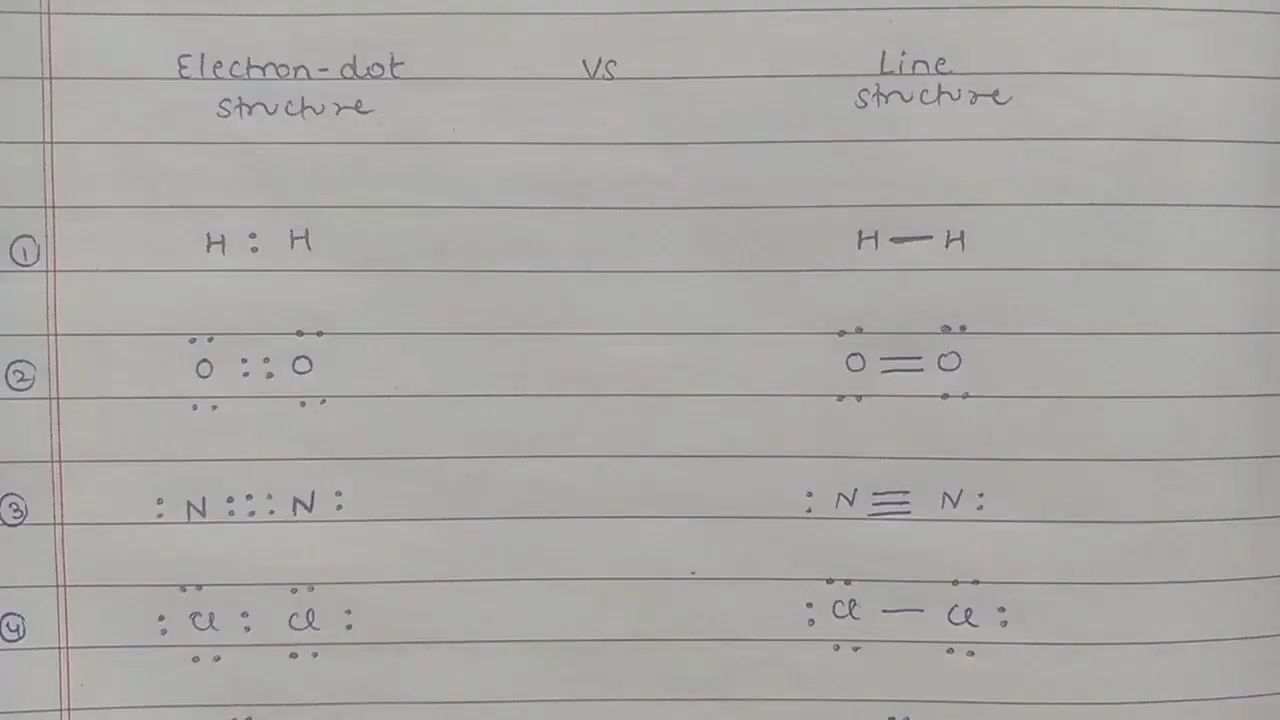 Electron-dot structure VS Line structure
① H : H H — H
② O :: O O = O
③ : N ::: N : : N ≡ N :
④ : Cl : Cl : : Cl — Cl :